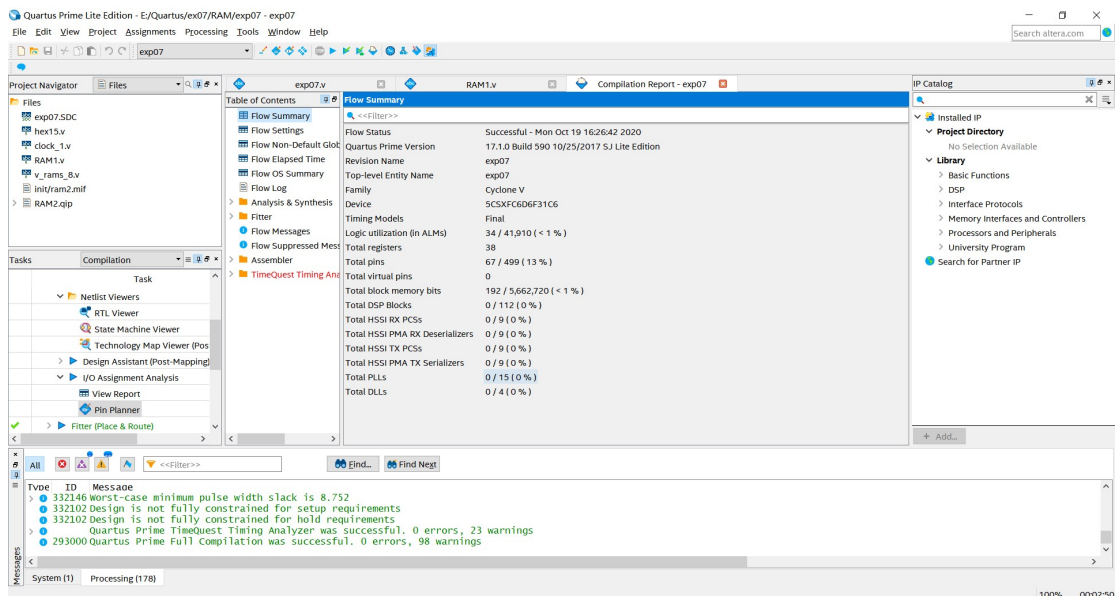 Quartus Prime Lite Edition - E:/Quartus/ex07/RAM/exp07 - exp07
File Edit View Project Assignments Processing Tools Window Help
Search altera.com
exp07
Project Navigator Files
Files
exp07.SDC
hex15.v
clock_1.v
RAM1.v
v_rams_8.v
init/ram2.mif
RAM2.qip
Tasks Compilation
Task
Netlist Viewers
RTL Viewer
State Machine Viewer
Technology Map Viewer (Pos
Design Assistant (Post-Mapping)
I/O Assignment Analysis
View Report
Pin Planner
Fitter (Place & Route)
exp07.v RAM1.v Compilation Report - exp07
Table of Contents
Flow Summary
Flow Settings
Flow Non-Default Glob
Flow Elapsed Time
Flow OS Summary
Flow Log
Analysis & Synthesis
Fitter
Flow Messages
Flow Suppressed Mess
Assembler
TimeQuest Timing Ana
Flow Summary
<<Filter>>
Flow Status Successful - Mon Oct 19 16:26:42 2020
Quartus Prime Version 17.1.0 Build 590 10/25/2017 SJ Lite Edition
Revision Name exp07
Top-level Entity Name exp07
Family Cyclone V
Device 5CSXFC6D6F31C6
Timing Models Final
Logic utilization (in ALMs) 34 / 41,910 ( < 1 % )
Total registers 38
Total pins 67 / 499 ( 13 % )
Total virtual pins 0
Total block memory bits 192 / 5,662,720 ( < 1 % )
Total DSP Blocks 0 / 112 ( 0 % )
Total HSSI RX PCSs 0 / 9 ( 0 % )
Total HSSI PMA RX Deserializers 0 / 9 ( 0 % )
Total HSSI TX PCSs 0 / 9 ( 0 % )
Total HSSI PMA TX Serializers 0 / 9 ( 0 % )
Total PLLs 0 / 15 ( 0 % )
Total DLLs 0 / 4 ( 0 % )
IP Catalog
Installed IP
Project Directory
No Selection Available
Library
Basic Functions
DSP
Interface Protocols
Memory Interfaces and Controllers
Processors and Peripherals
University Program
Search for Partner IP
+ Add...
All <<Filter>> Find... Find Next
Type ID Message
332146 Worst-case minimum pulse width slack is 8.752
332102 Design is not fully constrained for setup requirements
332102 Design is not fully constrained for hold requirements
Quartus Prime TimeQuest Timing Analyzer was successful. 0 errors, 23 warnings
293000 Quartus Prime Full Compilation was successful. 0 errors, 98 warnings
Messages
System (1) Processing (178)
100% 00:02:50